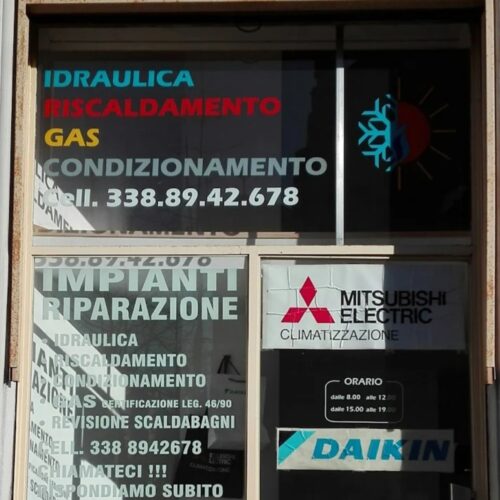 IDRAULICA
RISCALDAMENTO
GAS
CONDIZIONAMENTO
Cell. 338.89.42.678
IMPIANTI
RIPARAZIONE
- IDRAULICA
RISCALDAMENTO
- CONDIZIONAMENTO
- GAS CERTIFICAZIONE LEG. 46/90
- REVISIONE SCALDABAGNI
CELL. 338 8942678
CHIAMATECI !!!
RISPONDIAMO SUBITO
MITSUBISHI
ELECTRIC
CLIMATIZZAZIONE
ORARIO
dalle 8.00 alle 12.00
dalle 15.00 alle 19.00
DAIKIN